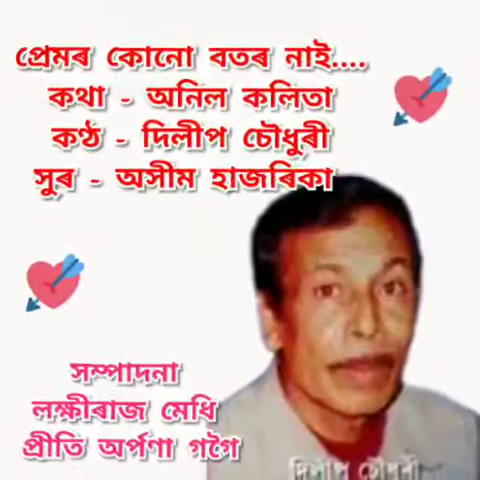 প্ৰেমৰ কোনো বতৰ নাই....
কথা - অনিল কলিতা
কণ্ঠ - দিলীপ চৌধুৰী
সুৰ - অসীম হাজৰিকা
সম্পাদনা
লক্ষীৰাজ মেধি
প্ৰীতি অৰ্পণা গগৈ
দিলীপ চৌধুৰী